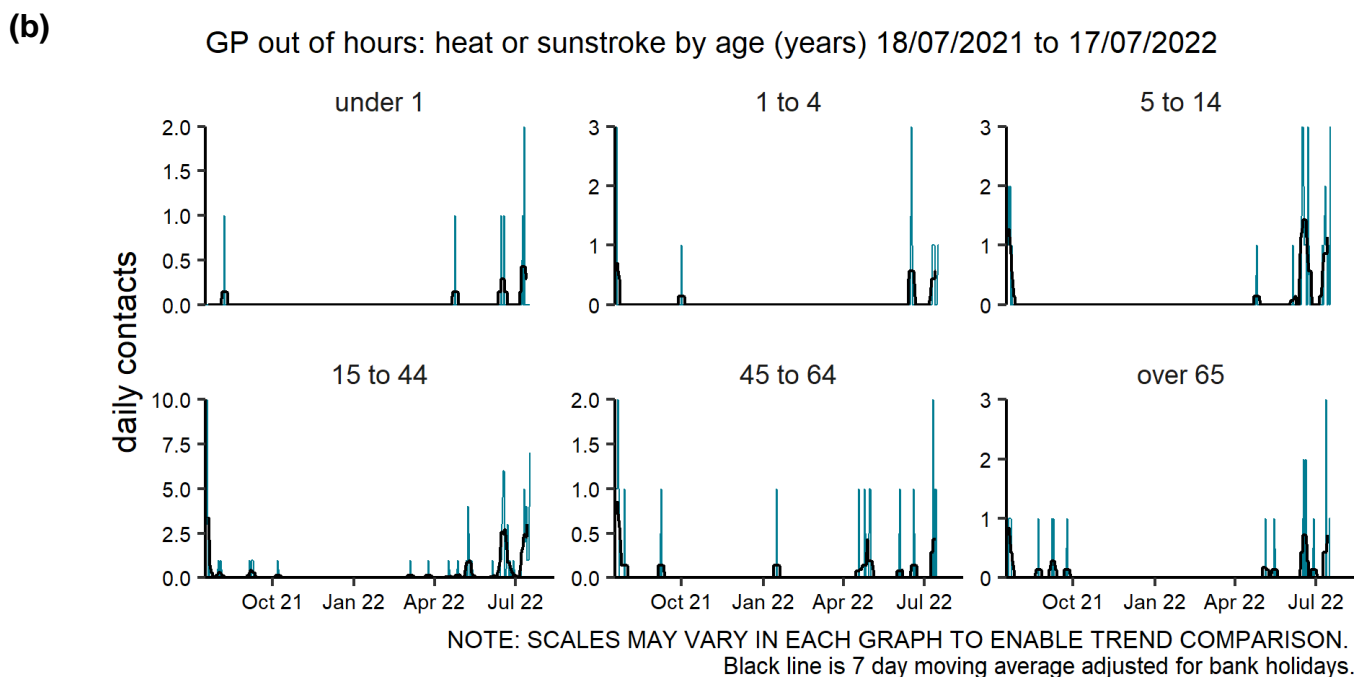 (b)
GP out of hours: heat or sunstroke by age (years) 18/07/2021 to 17/07/2022
under 1
1 to 4
5 to 14
2.0
1.5
1.0
0.5
0.0
3
2
1
0
3
2
1
0
daily contacts
15 to 44
45 to 64
over 65
10.0
7.5
5.0
2.5
0.0
2.0
1.5
1.0
0.5
0.0
3
2
1
0
Oct 21 Jan 22 Apr 22 Jul 22
Oct 21 Jan 22 Apr 22 Jul 22
Oct 21 Jan 22 Apr 22 Jul 22
NOTE: SCALES MAY VARY IN EACH GRAPH TO ENABLE TREND COMPARISON.
Black line is 7 day moving average adjusted for bank holidays.